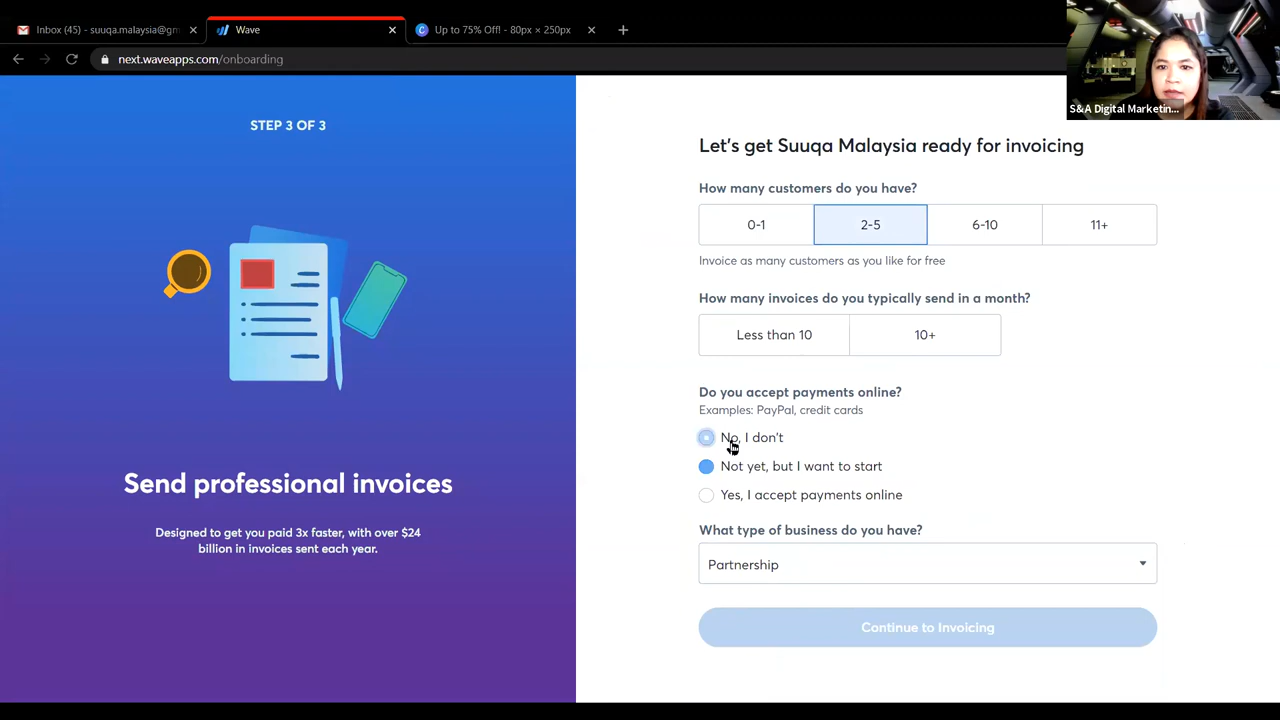 Inbox (45) - suuqa.malaysia@gm
Wave
Up to 75% Off! - 80px × 250px
next.waveapps.com/onboarding
S&A Digital Marketin...
STEP 3 OF 3
Send professional invoices
Designed to get you paid 3x faster, with over $24
billion in invoices sent each year.
Let's get Suuqa Malaysia ready for invoicing
How many customers do you have?
0-1 2-5 6-10 11+
Invoice as many customers as you like for free
How many invoices do you typically send in a month?
Less than 10 10+
Do you accept payments online?
Examples: PayPal, credit cards
No, I don't
Not yet, but I want to start
Yes, I accept payments online
What type of business do you have?
Partnership
Continue to Invoicing